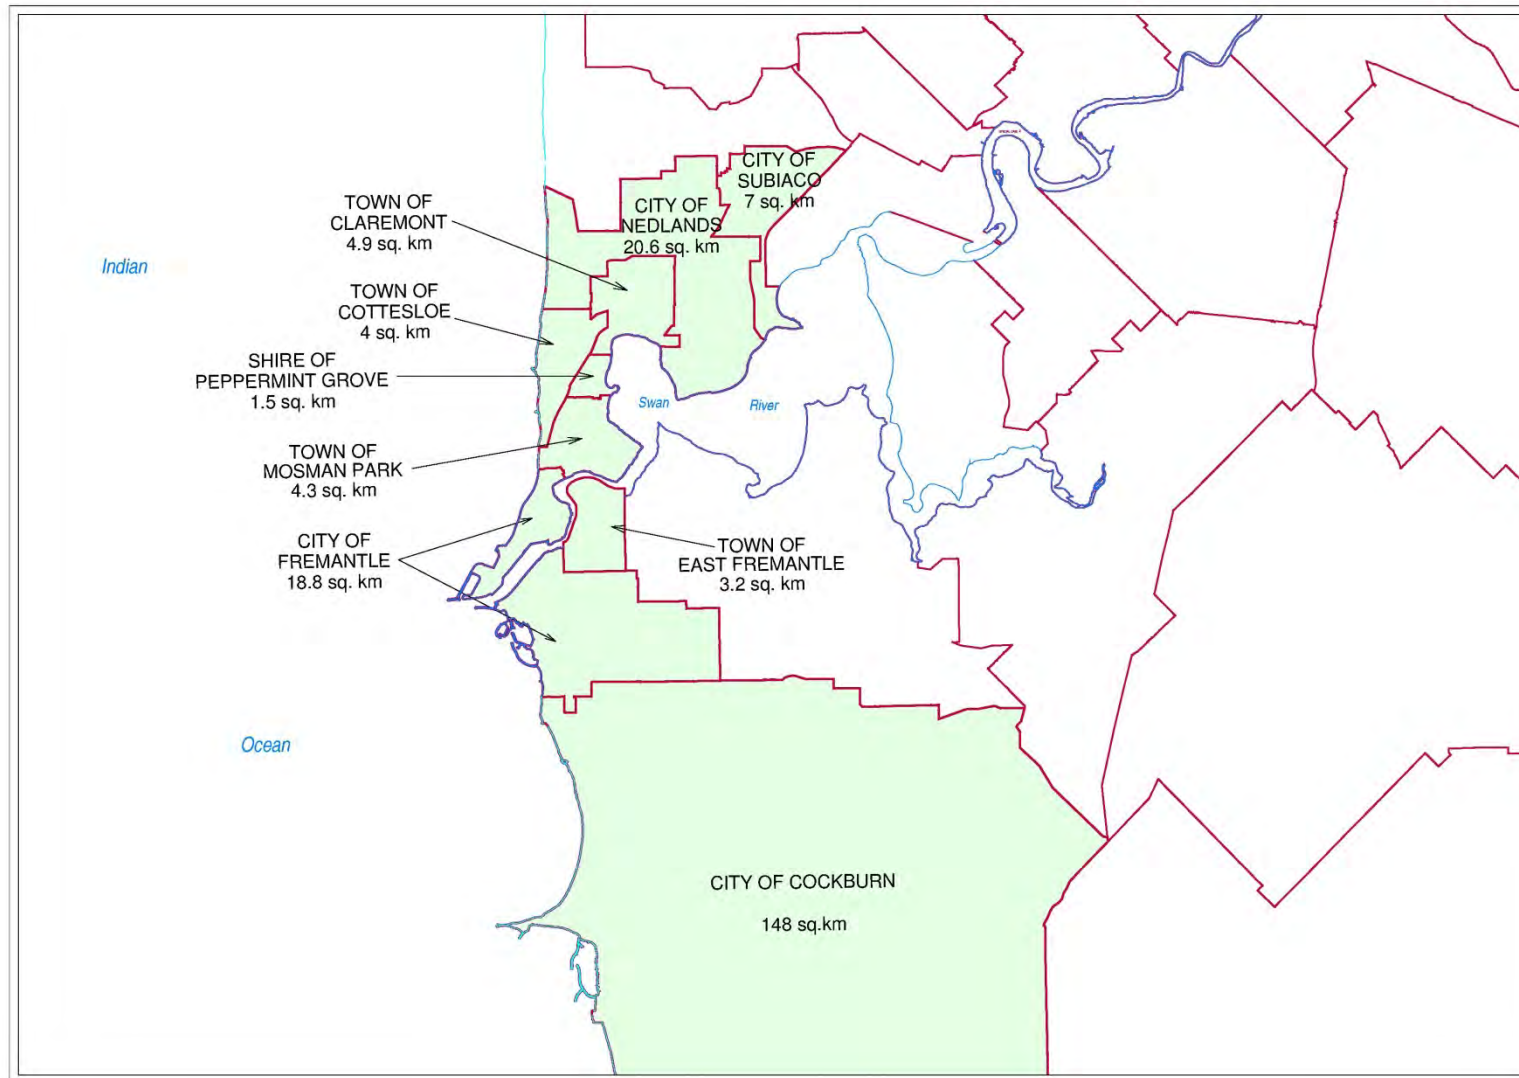 CITY OF
SUBIACO
7 sq. km
TOWN OF
CLAREMONT
4.9 sq. km
CITY OF
NEDLANDS
20.6 sq. km
Indian
TOWN OF
COTTESLOE
4 sq. km
SHIRE OF
PEPPERMINT GROVE
1.5 sq. km
Swan
River
TOWN OF
MOSMAN PARK
4.3 sq. km
CITY OF
FREMANTLE
18.8 sq. km
TOWN OF
EAST FREMANTLE
3.2 sq. km
Ocean
CITY OF COCKBURN
148 sq.km